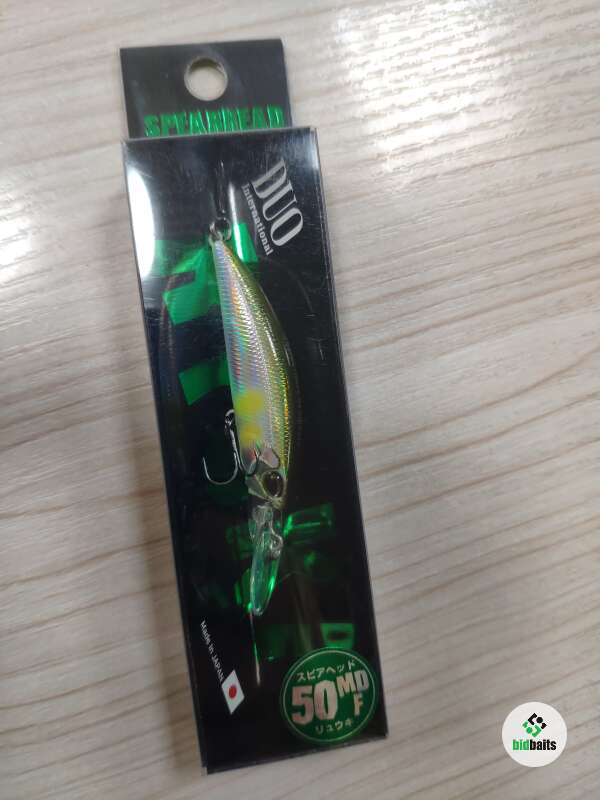 SPEARHEAD
DUO
International
Made in JAPAN
スピアヘッド
50MD
F
リュウキ
bidbaits